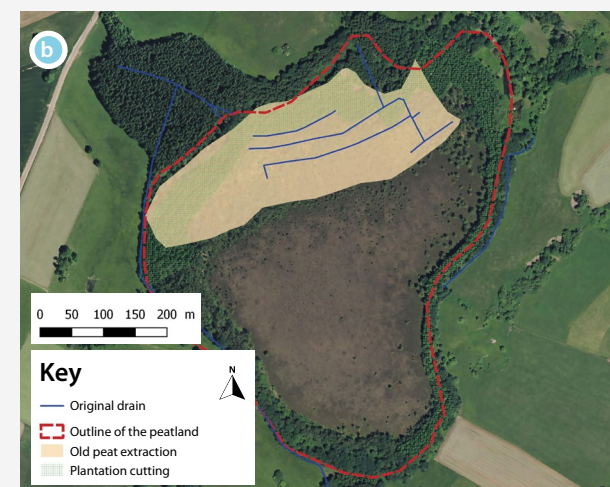 b
0 50 100 150 200 m
Key
N
Original drain
Outline of the peatland
Old peat extraction
Plantation cutting